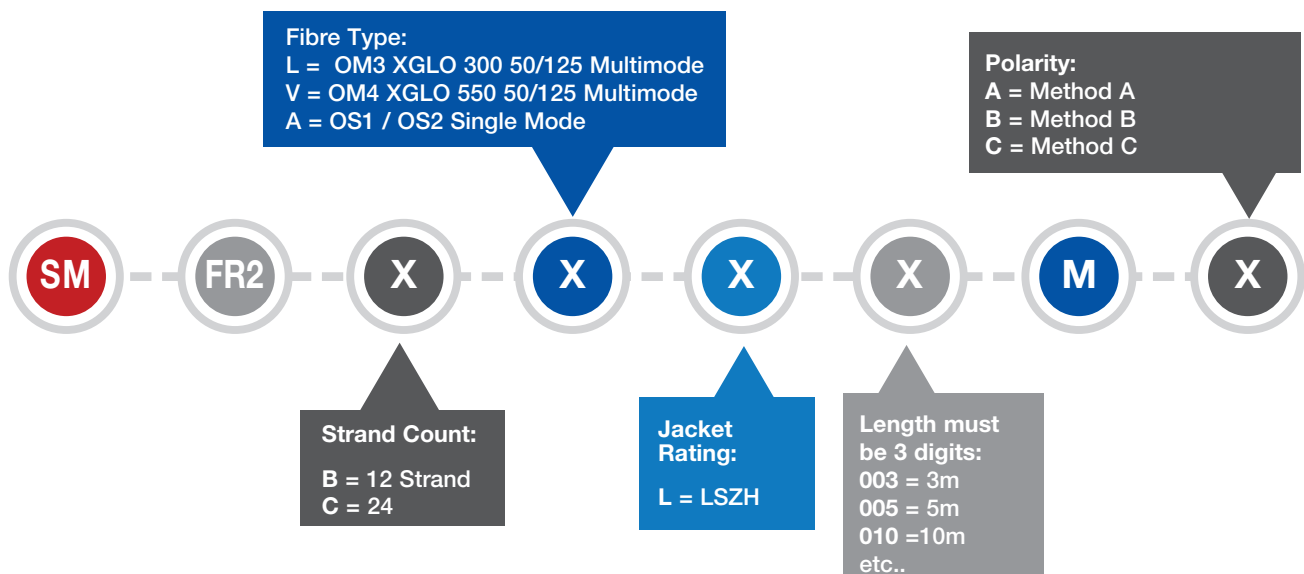 Fibre Type:
L = OM3 XGLO 300 50/125 Multimode
V = OM4 XGLO 550 50/125 Multimode
A = OS1 / OS2 Single Mode
Polarity:
A = Method A
B = Method B
C = Method C
SM FR2 X X X X M X
Strand Count:
B = 12 Strand
C = 24
Jacket
Rating:
L = LSZH
Length must
be 3 digits:
003 = 3m
005 = 5m
010 =10m
etc..